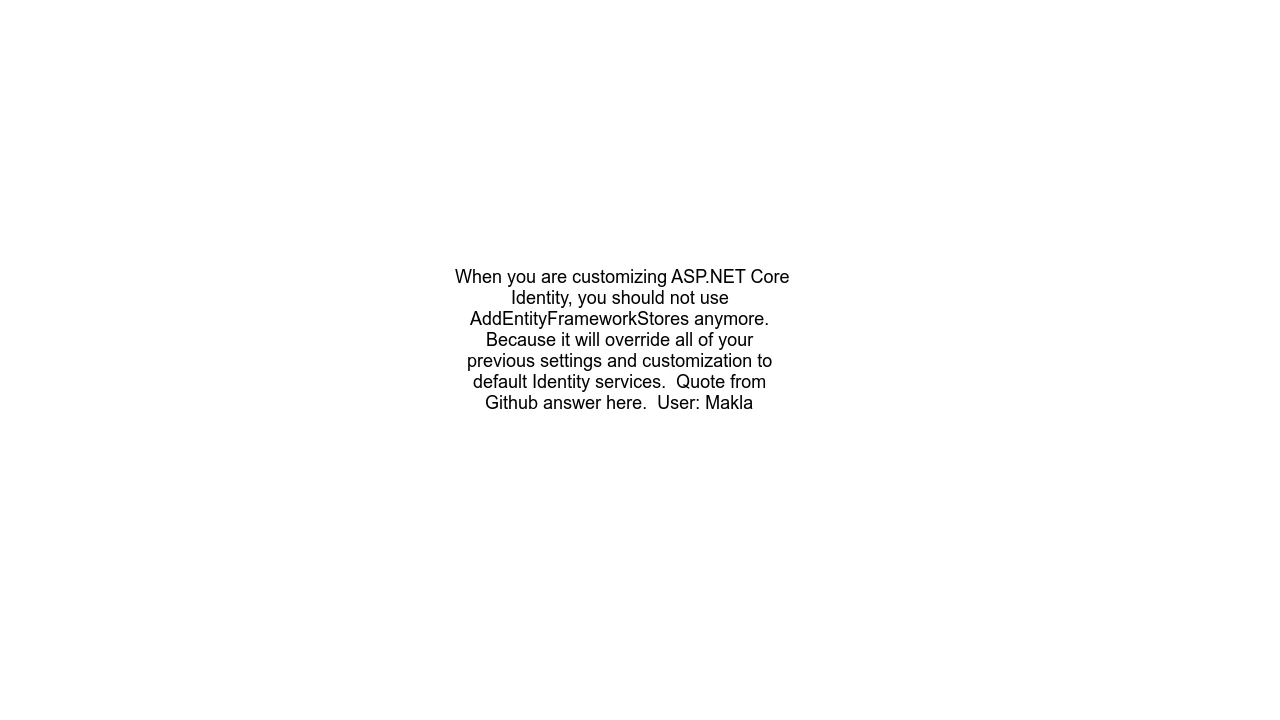 When you are customizing ASP.NET Core
Identity, you should not use
AddEntityFrameworkStores anymore.
Because it will override all of your
previous settings and customization to
default Identity services.  Quote from
Github answer here.  User: Makla